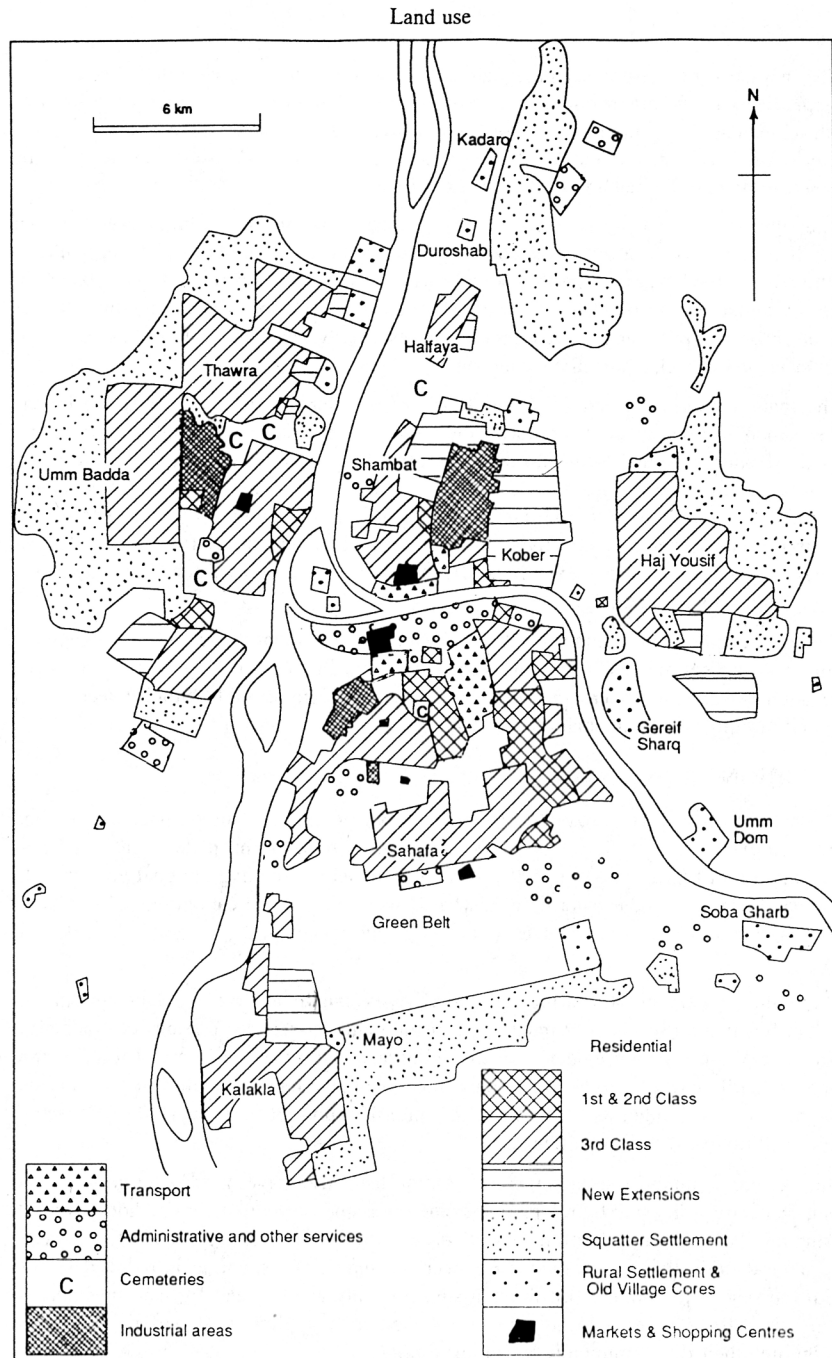 Land use
6 km
N
Kadaro
Duroshab
Halfaya
Thawra
C
C
C
Umm Badda
Shambat
Kober
Haj Yousif
C
C
Gereif
Sharq
Umm
Dom
Sahafa
Soba Gharb
Green Belt
Mayo
Kalakla
Residential
1st & 2nd Class
3rd Class
New Extensions
Squatter Settlement
Rural Settlement &
Old Village Cores
Markets & Shopping Centres
Transport
Administrative and other services
C
Cemeteries
Industrial areas